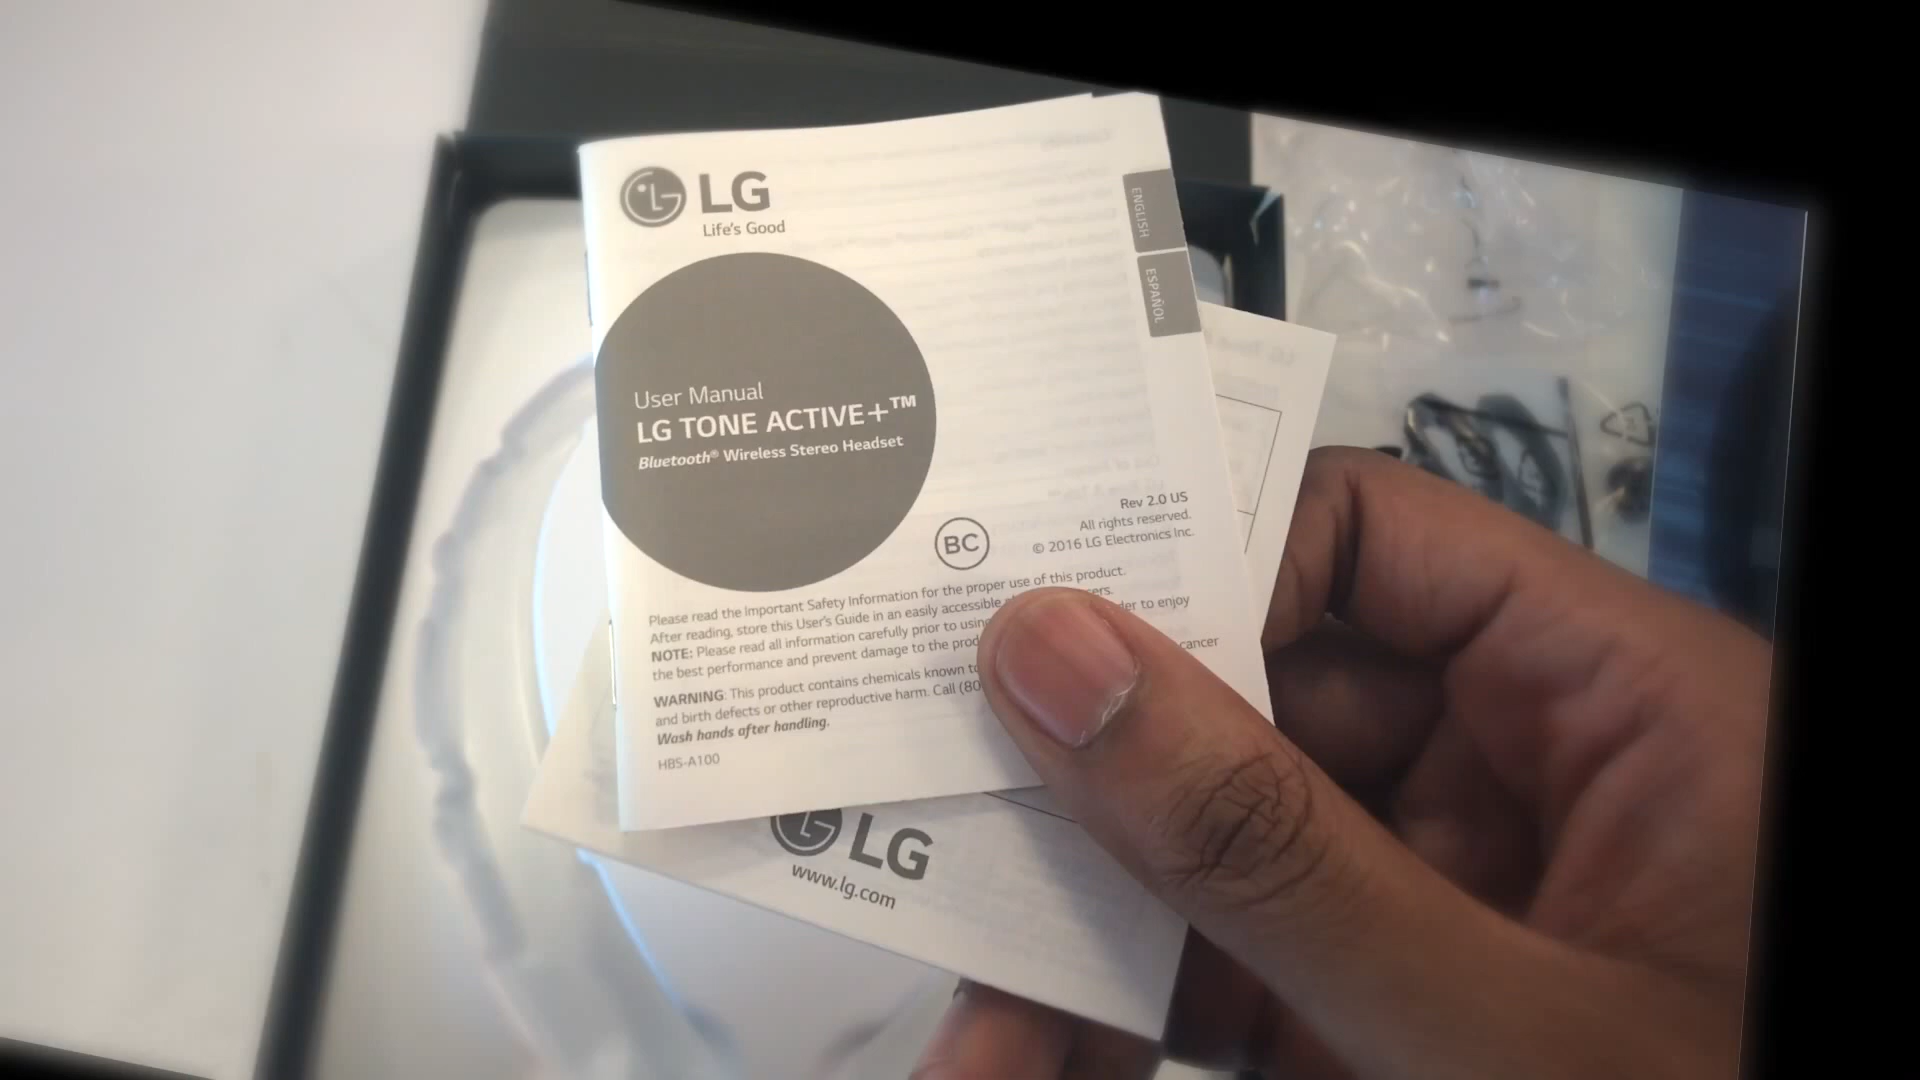 LG
Life's Good
ENGLISH
ESPAÑOL
User Manual
LG TONE ACTIVE+™
Bluetooth® Wireless Stereo Headset
BC
Rev 2.0 US
All rights reserved.
© 2016 LG Electronics Inc.
Please read the Important Safety Information for the proper use of this product.
After reading, store this User's Guide in an easily accessible
NOTE: Please read all information carefully prior to using to enjoy
the best performance and prevent damage to the
WARNING: This product contains chemicals known cancer
and birth defects or other reproductive harm. Call (80
Wash hands after handling.
HBS-A100
LG
www.lg.com